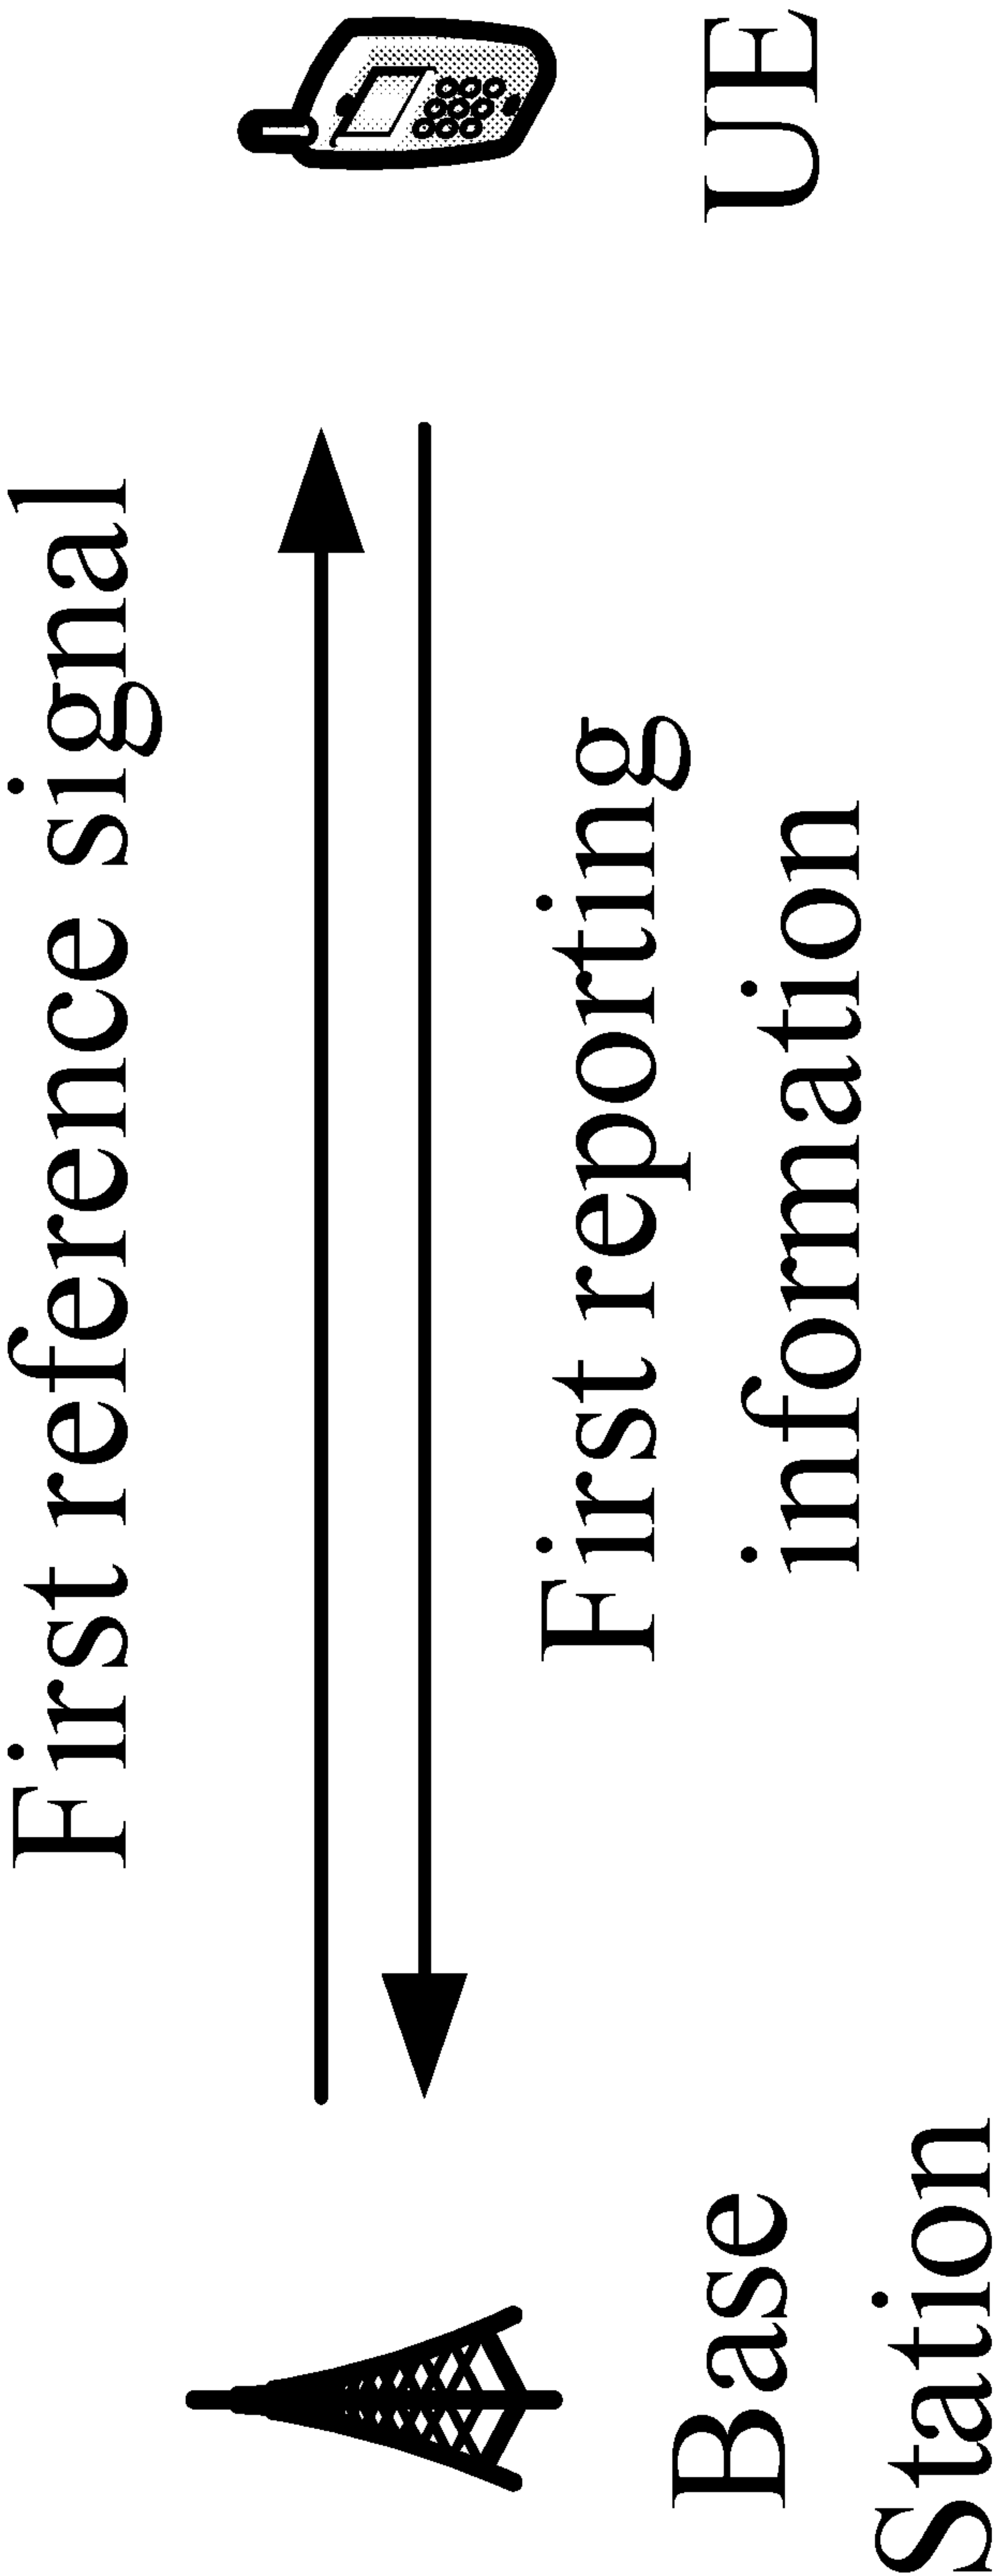 First reference signal
First reporting
information
Base
Station
UE